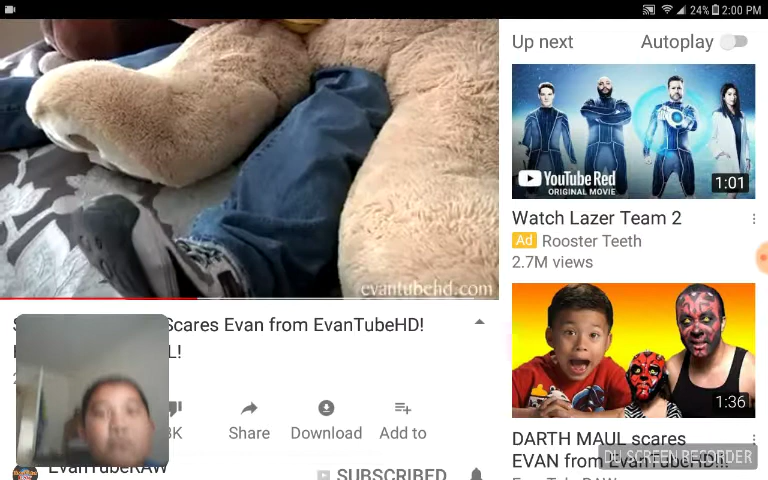 24% 2:00 PM
evantubehd.com
Scares Evan from EvanTubeHD!
L!
Share
Download
Add to
EvanTubeRAW
SUBSCRIBED
Up next
Autoplay
YouTube Red
ORIGINAL MOVIE
1:01
Watch Lazer Team 2
Ad Rooster Teeth
2.7M views
1:36
DARTH MAUL scares
EVAN from EvanTubeHD!!!
DU SCREEN RECORDER